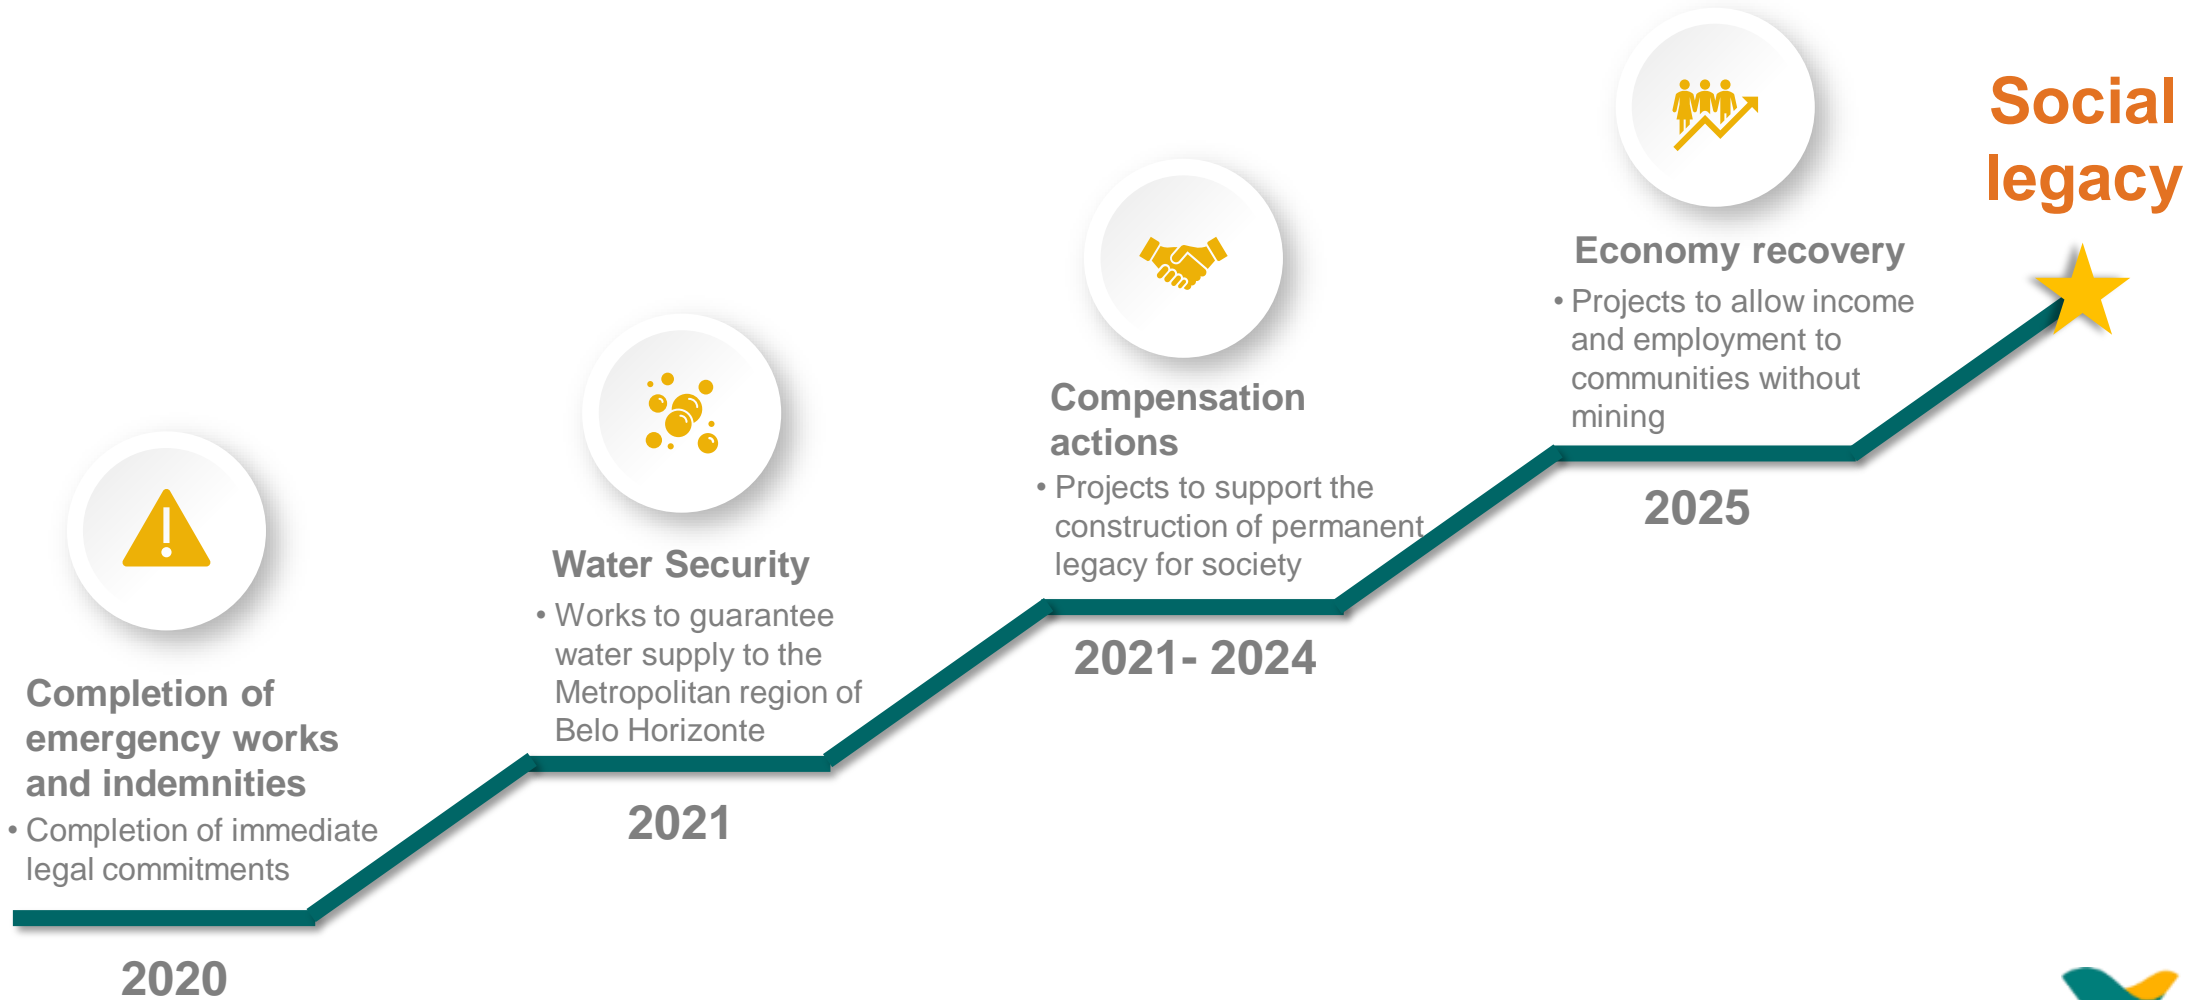 Completion of
emergency works
and indemnities
• Completion of immediate
legal commitments
2020
Water Security
• Works to guarantee
water supply to the
Metropolitan region of
Belo Horizonte
2021
Compensation
actions
• Projects to support the
construction of permanent
legacy for society
2021- 2024
Economy recovery
• Projects to allow income
and employment to
communities without
mining
2025
Social
legacy